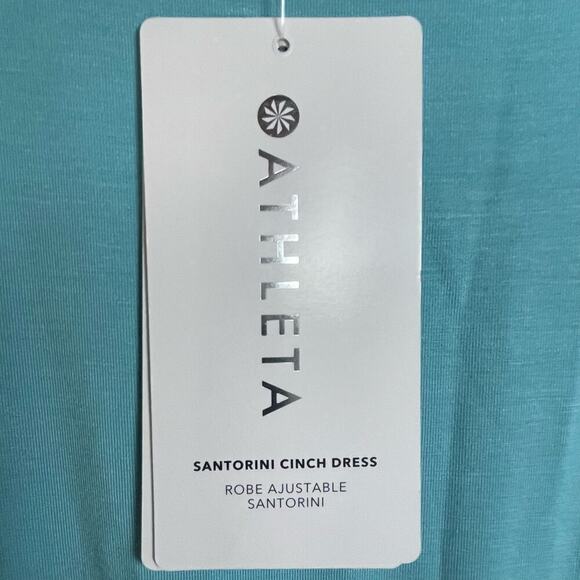 ATHLETA
SANTORINI CINCH DRESS
ROBE AJUSTABLE
SANTORINI